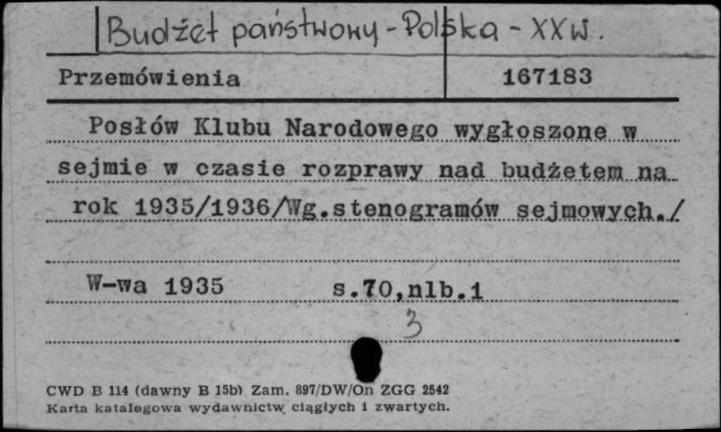 Budżet państwowy - Polska - XX w.
Przemówienia 167183
Posłów Klubu Narodowego wygłoszone w
sejmie w czasie rozprawy nad budżetem na
rok 1935/1936/Wg.stenogramów sejmowych./
W-wa 1935 s.70,nlb.1
3
CWD B 114 (dawny B 15b) Zam. 897/DW/On ZGG 2542
Karta katalogowa wydawnictw ciągłych i zwartych.